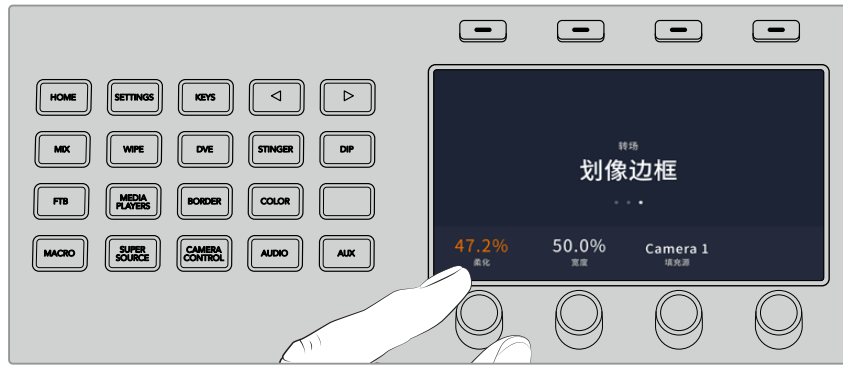 HOME SETTINGS KEYS
MIX WIPE DVE STINGER DIP
FTB MEDIA PLAYERS BORDER COLOR
MACRO SUPER SOURCE CAMERA CONTROL AUDIO AUX
转场
划像边框
47.2% 50.0% Camera 1
柔化 宽度 填充源